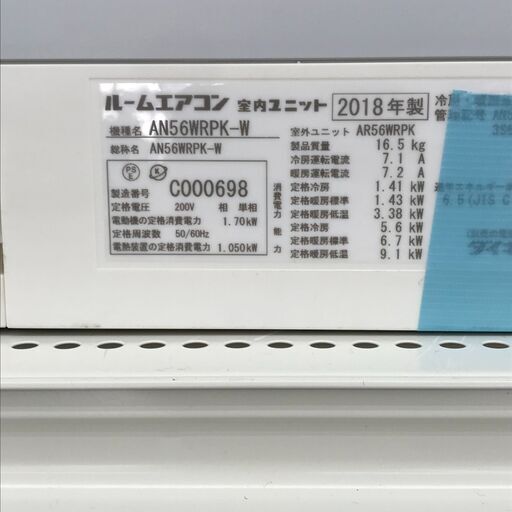 ルームエアコン 室内ユニット 2018年製
機種名 AN56WRPK-W
総称名 AN56WRPK-W
PS
E
製造番号 C000698
定格電圧 200V 相 単相
電動機の定格消費電力 1.70kW
定格周波数 50/60Hz
電熱装置の定格消費電力 1.050kW
室外ユニット AR56WRPK
製品質量 16.5 kg
冷房運転電流 7.1 A
暖房運転電流 7.2 A
消費電力
定格冷房 1.41 kW
定格暖房標準 1.43 kW
定格暖房低温 3.38 kW
能力
定格冷房 5.6 kW
定格暖房標準 6.7 kW
定格暖房低温 9.1 kW